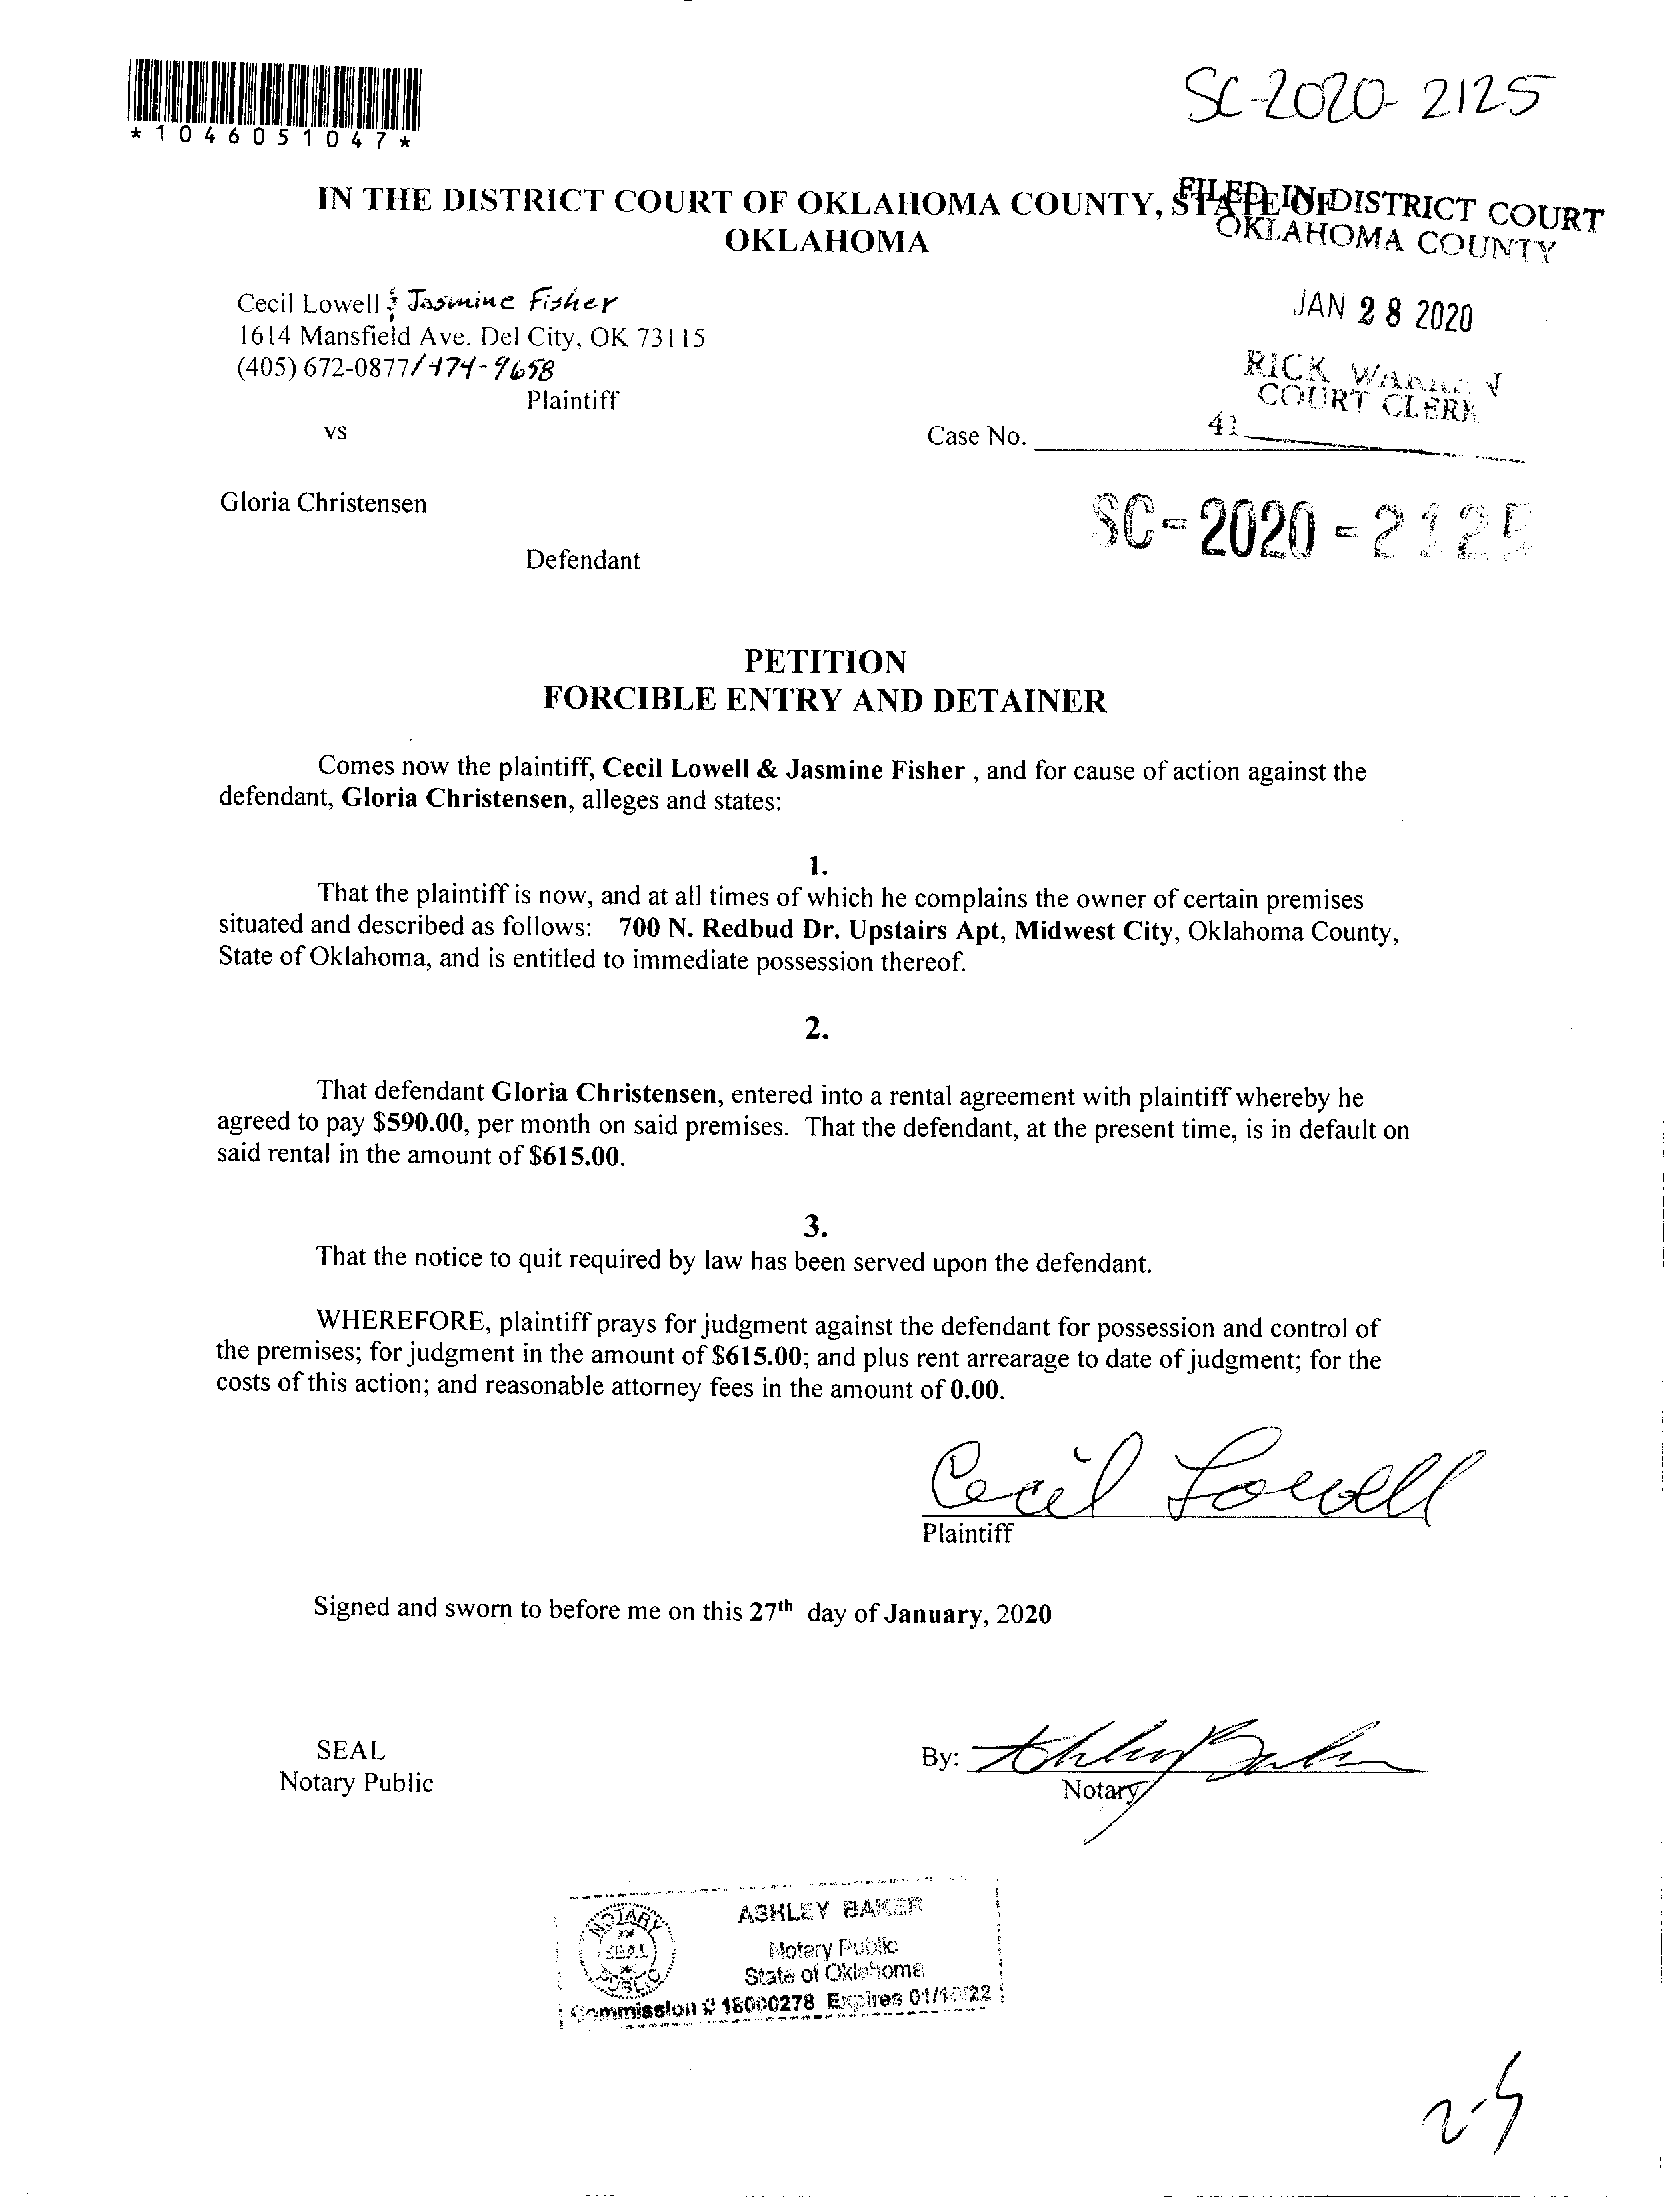 *1046051047*
SC-2020-2125
IN THE DISTRICT COURT OF OKLAHOMA COUNTY, STATE OF
OKLAHOMA
FILED IN DISTRICT COURT
OKLAHOMA COUNTY
JAN 28 2020
RICK
COURT CLERK
41
Cecil Lowell & Jasmine Fisher
1614 Mansfield Ave. Del City, OK 73115
(405) 672-0877/474-9658
Plaintiff
vs
Case No.
Gloria Christensen
SC-2020-2125
Defendant
PETITION
FORCIBLE ENTRY AND DETAINER
Comes now the plaintiff, Cecil Lowell & Jasmine Fisher , and for cause of action against the
defendant, Gloria Christensen, alleges and states:
1.
That the plaintiff is now, and at all times of which he complains the owner of certain premises
situated and described as follows: 700 N. Redbud Dr. Upstairs Apt, Midwest City, Oklahoma County,
State of Oklahoma, and is entitled to immediate possession thereof.
2.
That defendant Gloria Christensen, entered into a rental agreement with plaintiff whereby he
agreed to pay $590.00, per month on said premises. That the defendant, at the present time, is in default on
said rental in the amount of $615.00.
3.
That the notice to quit required by law has been served upon the defendant.
WHEREFORE, plaintiff prays for judgment against the defendant for possession and control of
the premises; for judgment in the amount of $615.00; and plus rent arrearage to date of judgment; for the
costs of this action; and reasonable attorney fees in the amount of 0.00.
Cecil Lowell
Plaintiff
Signed and sworn to before me on this 27th day of January, 2020
SEAL
Notary Public
By: Ashley Baker
Notary
NOTARY
SEAL
PUBLIC
ASHLEY BAKER
Notary Public
State of Oklahoma
Commission # 18000278 Expires